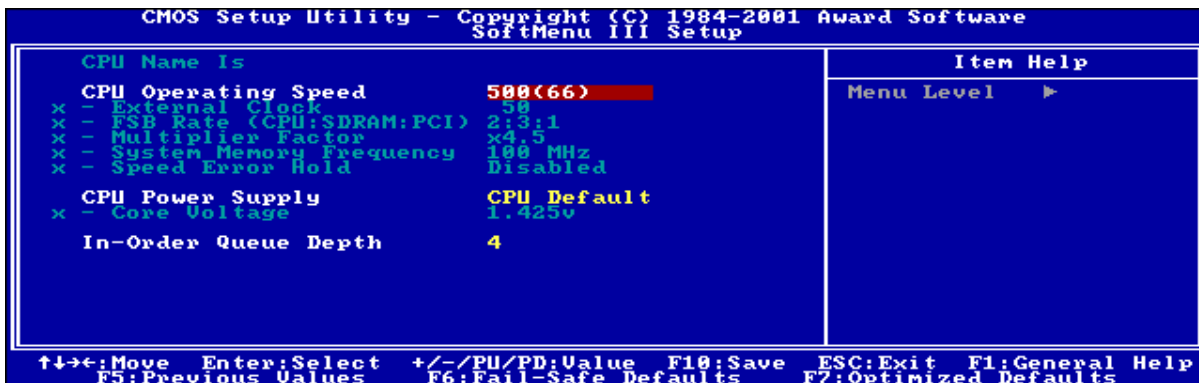 CMOS Setup Utility - Copyright (C) 1984-2001 Award Software
SoftMenu III Setup
CPU Name Is
Item Help
CPU Operating Speed 500(66)
Menu Level ►
x - External Clock 50
x - FSB Rate (CPU:SDRAM:PCI) 2:3:1
x - Multiplier Factor x4.5
x - System Memory Frequency 100 MHz
x - Speed Error Hold Disabled
CPU Power Supply CPU Default
x - Core Voltage 1.425v
In-Order Queue Depth 4
↑↓→←:Move Enter:Select +/-/PU/PD:Value F10:Save ESC:Exit F1:General Help
F5:Previous Values F6:Fail-Safe Defaults F7:Optimized Defaults